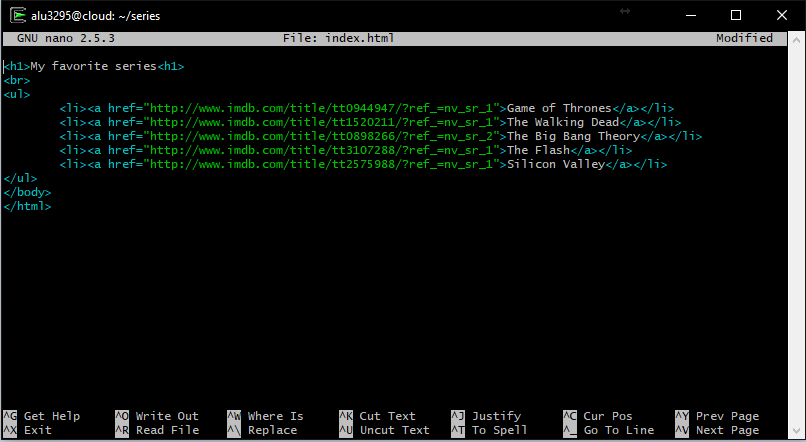 alu3295@cloud: ~/series
GNU nano 2.5.3 File: index.html Modified
<h1>My favorite series<h1>
<br>
<ul>
<li><a href="http://www.imdb.com/title/tt0944947/?ref_=nv_sr_1">Game of Thrones</a></li>
<li><a href="http://www.imdb.com/title/tt1520211/?ref_=nv_sr_1">The Walking Dead</a></li>
<li><a href="http://www.imdb.com/title/tt0898266/?ref_=nv_sr_2">The Big Bang Theory</a></li>
<li><a href="http://www.imdb.com/title/tt3107288/?ref_=nv_sr_1">The Flash</a></li>
<li><a href="http://www.imdb.com/title/tt2575988/?ref_=nv_sr_1">Silicon Valley</a></li>
</ul>
</body>
</html>
^G Get Help ^O Write Out ^W Where Is ^K Cut Text ^J Justify ^C Cur Pos ^Y Prev Page
^X Exit ^R Read File ^\ Replace ^U Uncut Text ^T To Spell ^_ Go To Line ^V Next Page